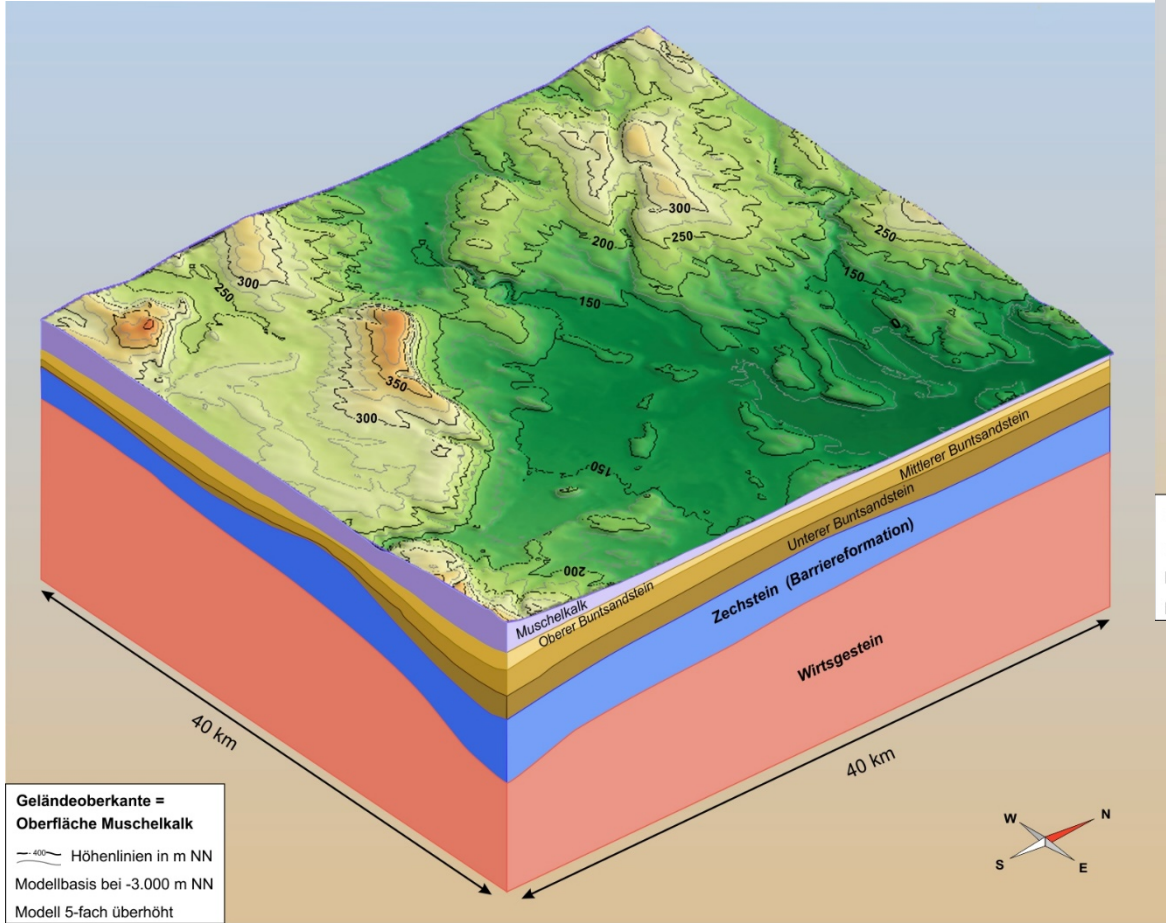 300
250
200
250
150
150
0
300
250
350
300
150
200
Mittlerer Buntsandstein
Unterer Buntsandstein
Zechstein (Barriereformation)
Muschelkalk
Oberer Buntsandstein
Wirtsgestein
40 km
40 km
W
N
S
E
Geländeoberkante =
Oberfläche Muschelkalk
400 Höhenlinien in m NN
Modellbasis bei -3.000 m NN
Modell 5-fach überhöht